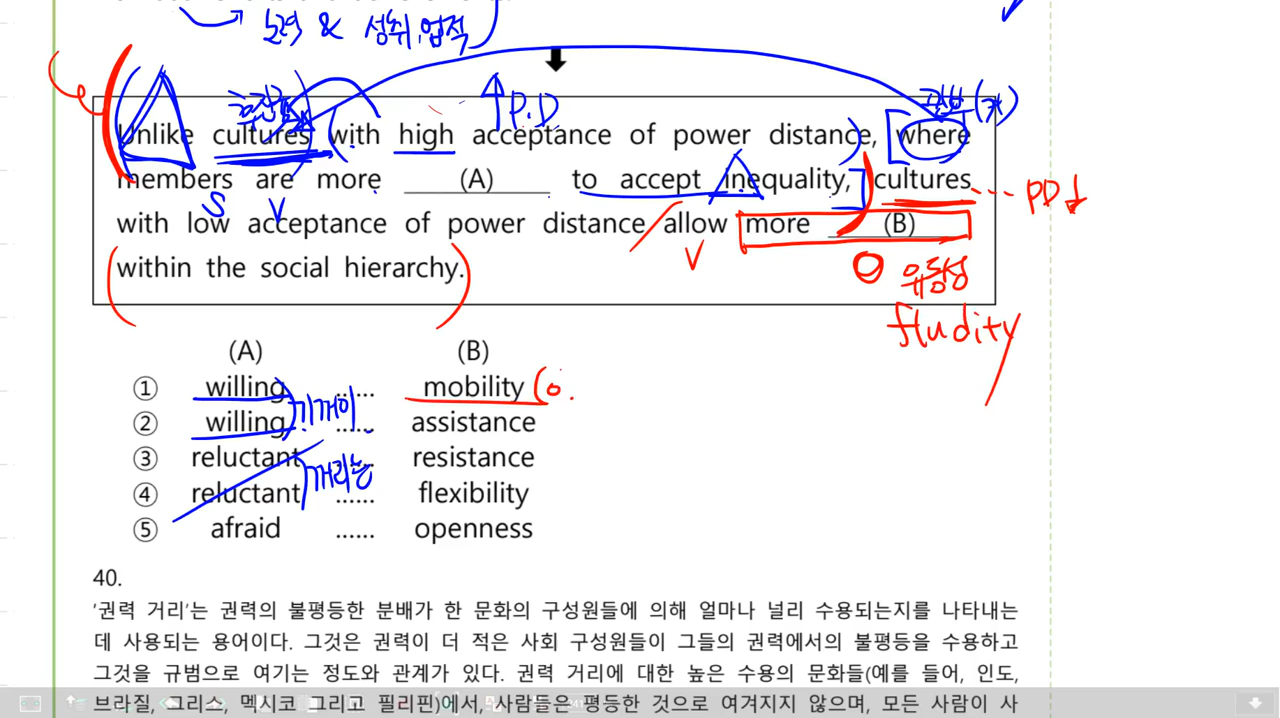 노력 & 성취, 업적
P.D
Unlike cultures with high acceptance of power distance, where
members are more (A) to accept inequality, cultures
S V
PD↓
with low acceptance of power distance allow more (B)
V
within the social hierarchy.
유동성
fludity
(A) (B)
① willing ...... mobility
기꺼이
② willing ...... assistance
③ reluctant ...... resistance
꺼리는
④ reluctant ...... flexibility
⑤ afraid ...... openness
40.
'권력 거리'는 권력의 불평등한 분배가 한 문화의 구성원들에 의해 얼마나 널리 수용되는지를 나타내는
데 사용되는 용어이다. 그것은 권력이 더 적은 사회 구성원들이 그들의 권력에서의 불평등을 수용하고
그것을 규범으로 여기는 정도와 관계가 있다. 권력 거리에 대한 높은 수용의 문화들(예를 들어, 인도,
브라질, 그리스, 멕시코 그리고 필리핀)에서, 사람들은 평등한 것으로 여겨지지 않으며, 모든 사람이 사